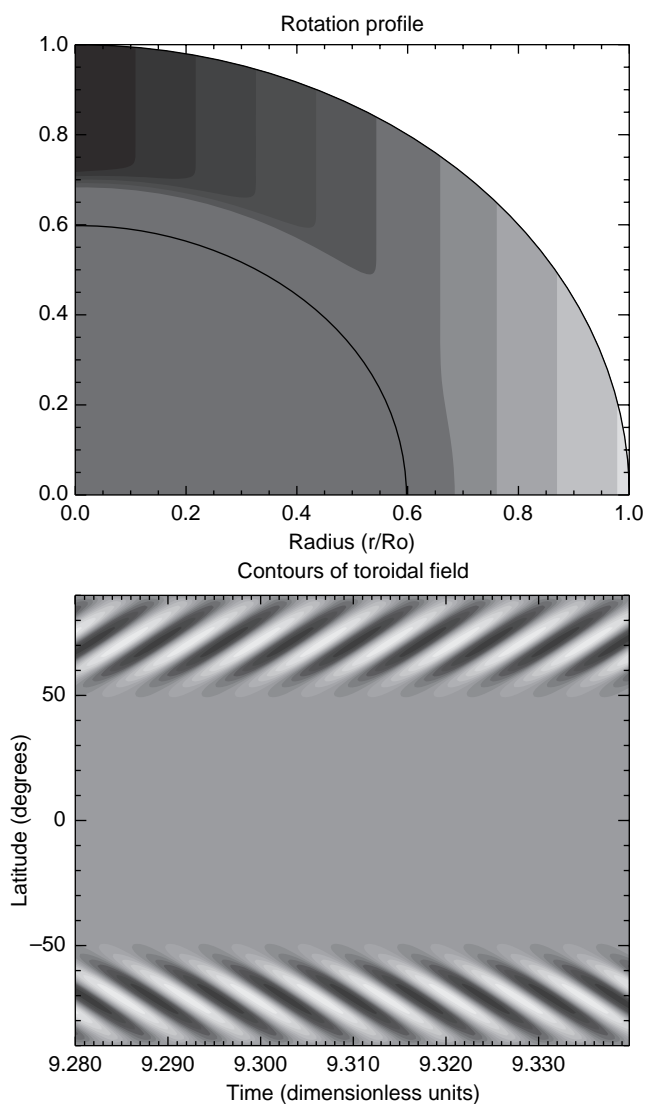 Rotation profile
1.0
0.8
0.6
0.4
0.2
0.0
0.0 0.2 0.4 0.6 0.8 1.0
Radius (r/Ro)
Contours of toroidal field
50
0
–50
Latitude (degrees)
9.280 9.290 9.300 9.310 9.320 9.330
Time (dimensionless units)